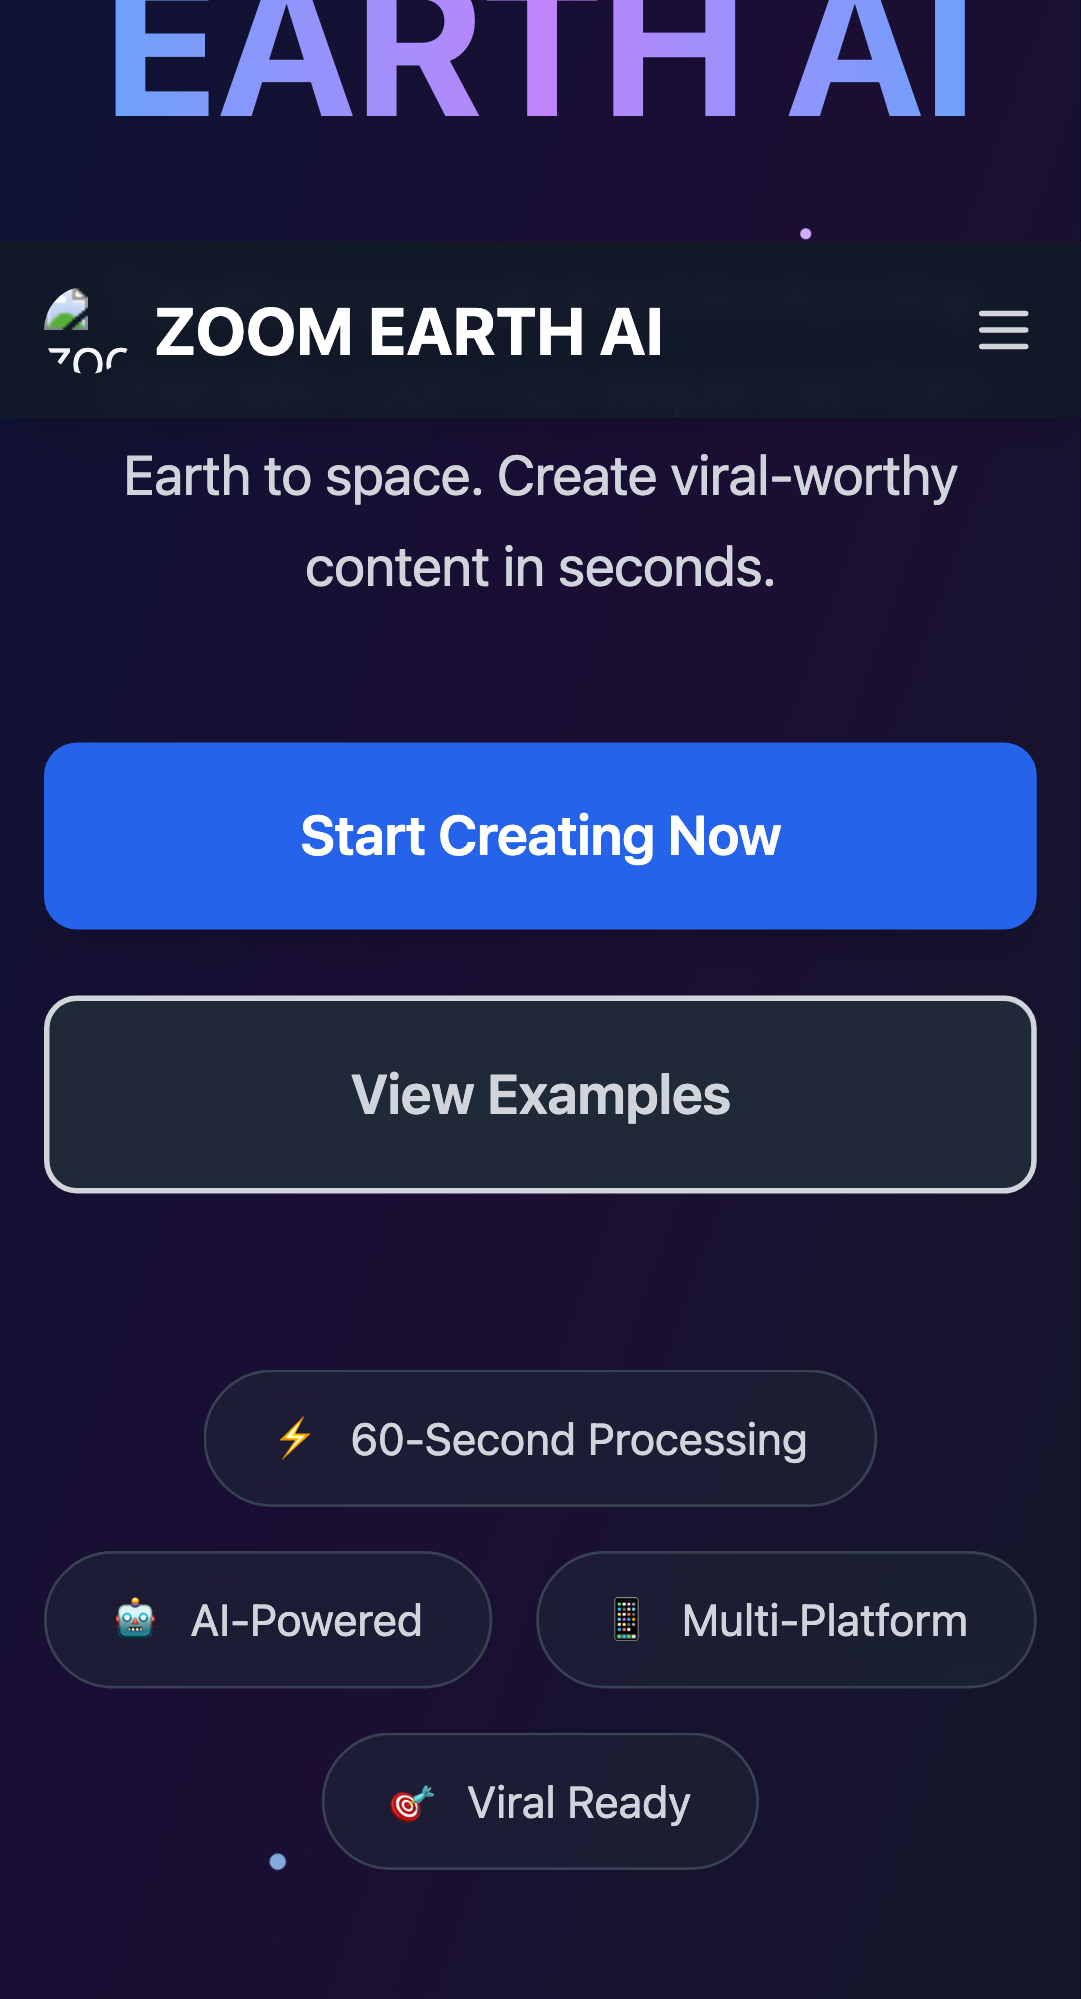 EARTH AI
ZOOM EARTH AI
Earth to space. Create viral-worthy
content in seconds.
Start Creating Now
View Examples
60-Second Processing
AI-Powered
Multi-Platform
Viral Ready